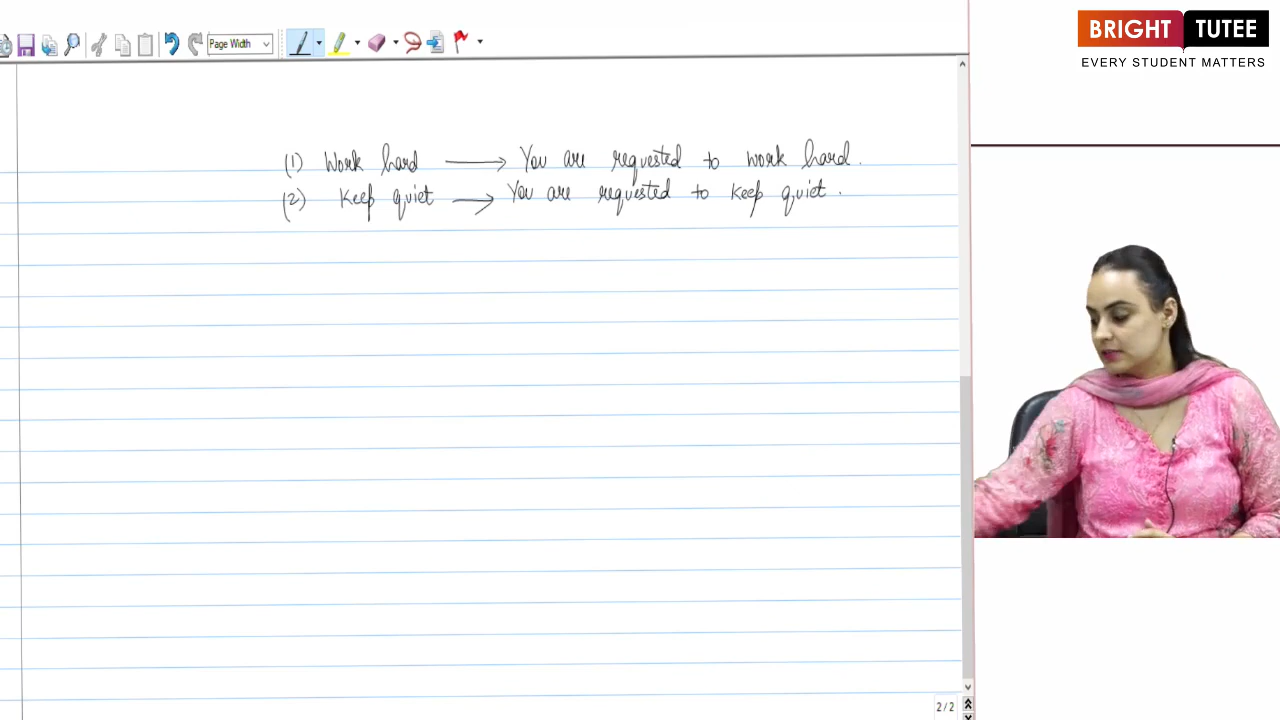 BRIGHT TUTEE
EVERY STUDENT MATTERS
Page Width
(1) Work hard → You are requested to work hard.
(2) Keep quiet → You are requested to keep quiet.
2/2